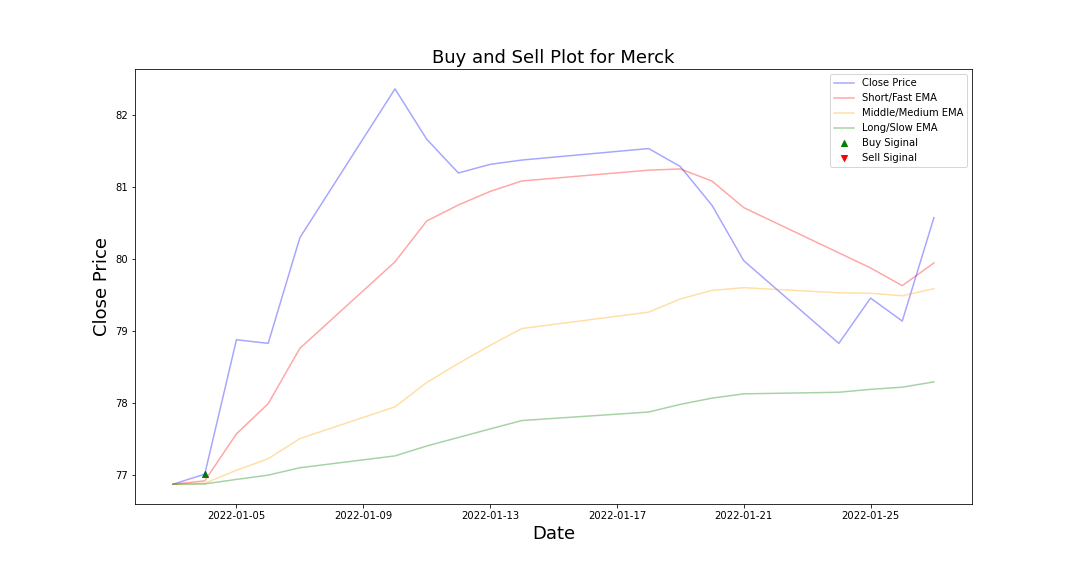 Buy and Sell Plot for Merck
Close Price
Short/Fast EMA
Middle/Medium EMA
Long/Slow EMA
Buy Siginal
Sell Siginal
82
81
80
79
78
77
Close Price
2022-01-05
2022-01-09
2022-01-13
2022-01-17
2022-01-21
2022-01-25
Date